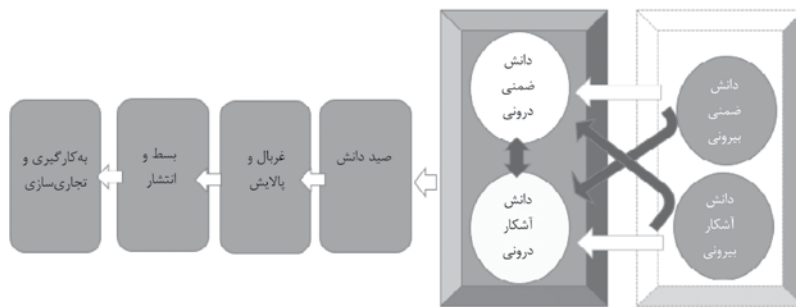 دانش
ضمنی
بیرونی
دانش
آشکار
بیرونی
دانش
ضمنی
درونی
دانش
آشکار
درونی
صید دانش
غربال و
پالایش
بسط و
انتشار
به‌کارگیری و
تجاری‌سازی